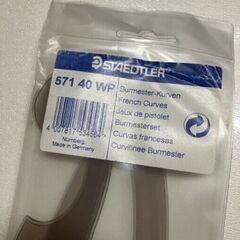 STAEDTLER
571 40 WP
Burmester-Kurven
French Curves
Jeux de pistolet
Burmesterset
Curvas francesas
Curvilinee Burmester
Nürnberg
Made in Germany